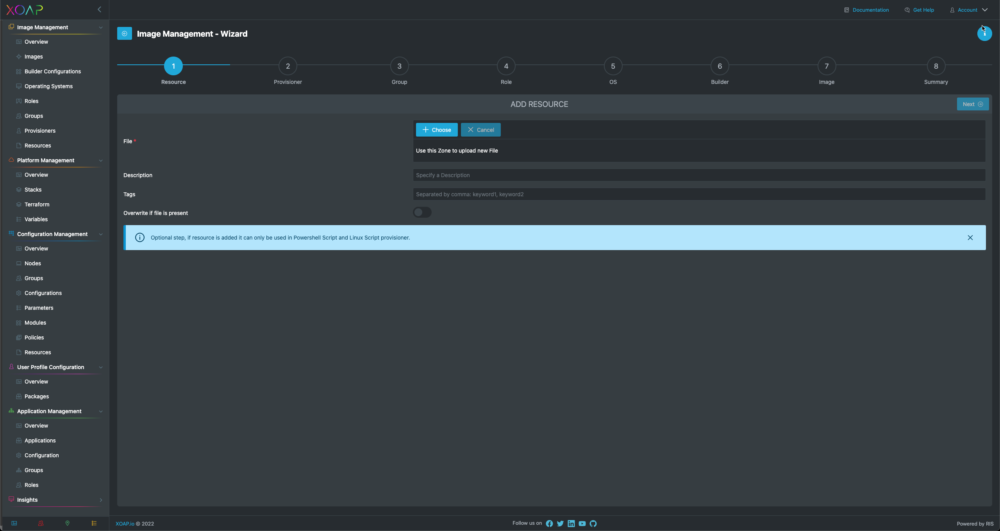 XOAP
Documentation
Get Help
Account
Image Management
Overview
Images
Builder Configurations
Operating Systems
Roles
Groups
Provisioners
Resources
Platform Management
Overview
Stacks
Terraform
Variables
Configuration Management
Overview
Nodes
Groups
Configurations
Parameters
Modules
Policies
Resources
User Profile Configuration
Overview
Packages
Application Management
Overview
Applications
Configuration
Groups
Roles
Insights
Image Management - Wizard
1
Resource
2
Provisioner
3
Group
4
Role
5
OS
6
Builder
7
Image
8
Summary
ADD RESOURCE
Next
File *
Choose
Cancel
Use this Zone to upload new File
Description
Specify a Description
Tags
Separated by comma: keyword1, keyword2
Overwrite if file is present
Optional step, if resource is added it can only be used in Powershell Script and Linux Script provisioner.
XOAP.io © 2022
Follow us on
Powered by RIS